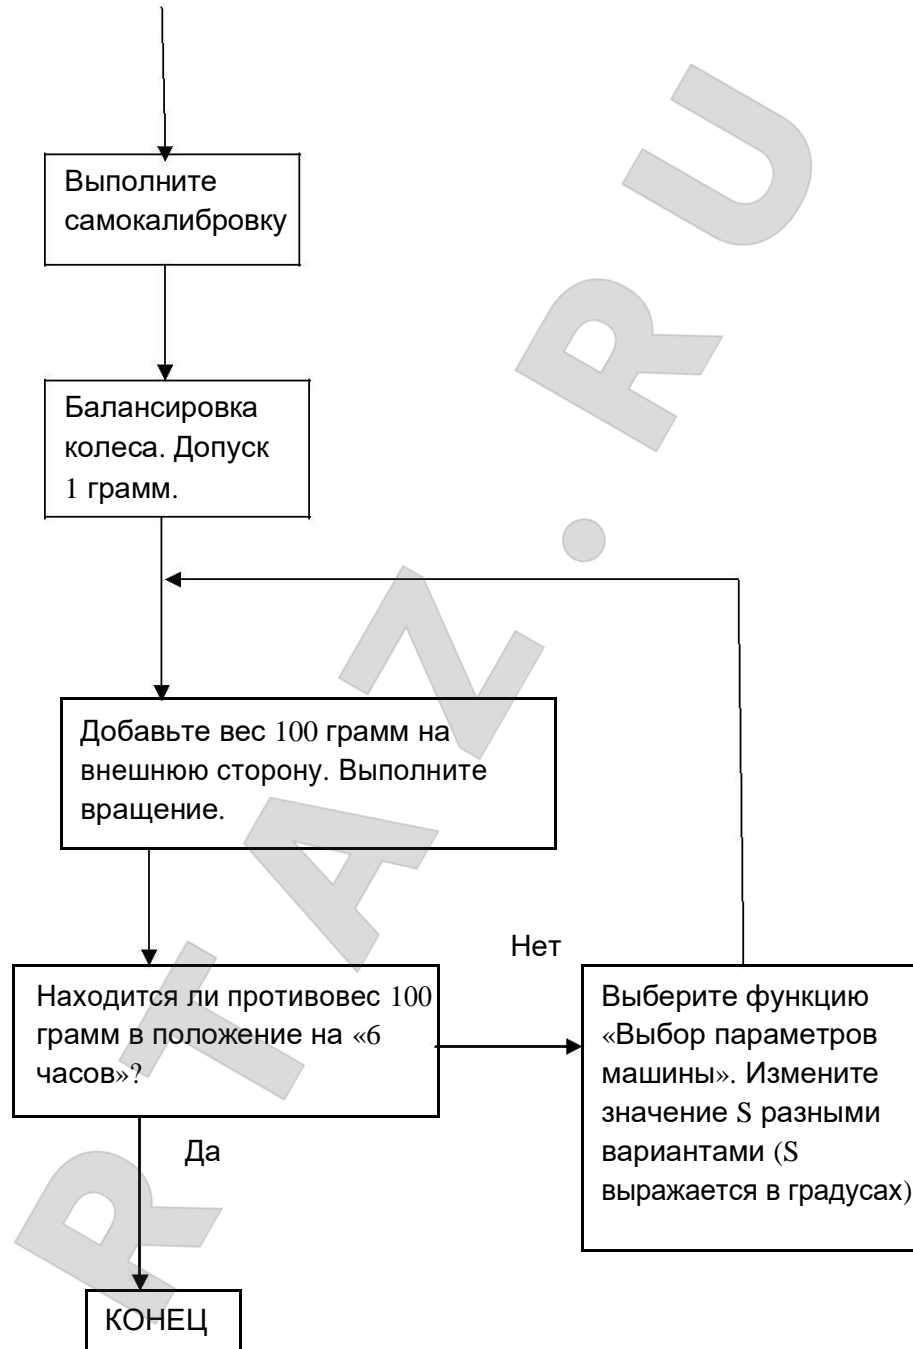 Выполните
самокалибровку
Балансировка
колеса. Допуск
1 грамм.
Добавьте вес 100 грамм на
внешнюю сторону. Выполните
вращение.
Нет
Находится ли противовес 100
грамм в положение на «6
часов»?
Выберите функцию
«Выбор параметров
машины». Измените
значение S разными
вариантами (S
выражается в градусах)
Да
КОНЕЦ
RTAZ.RU